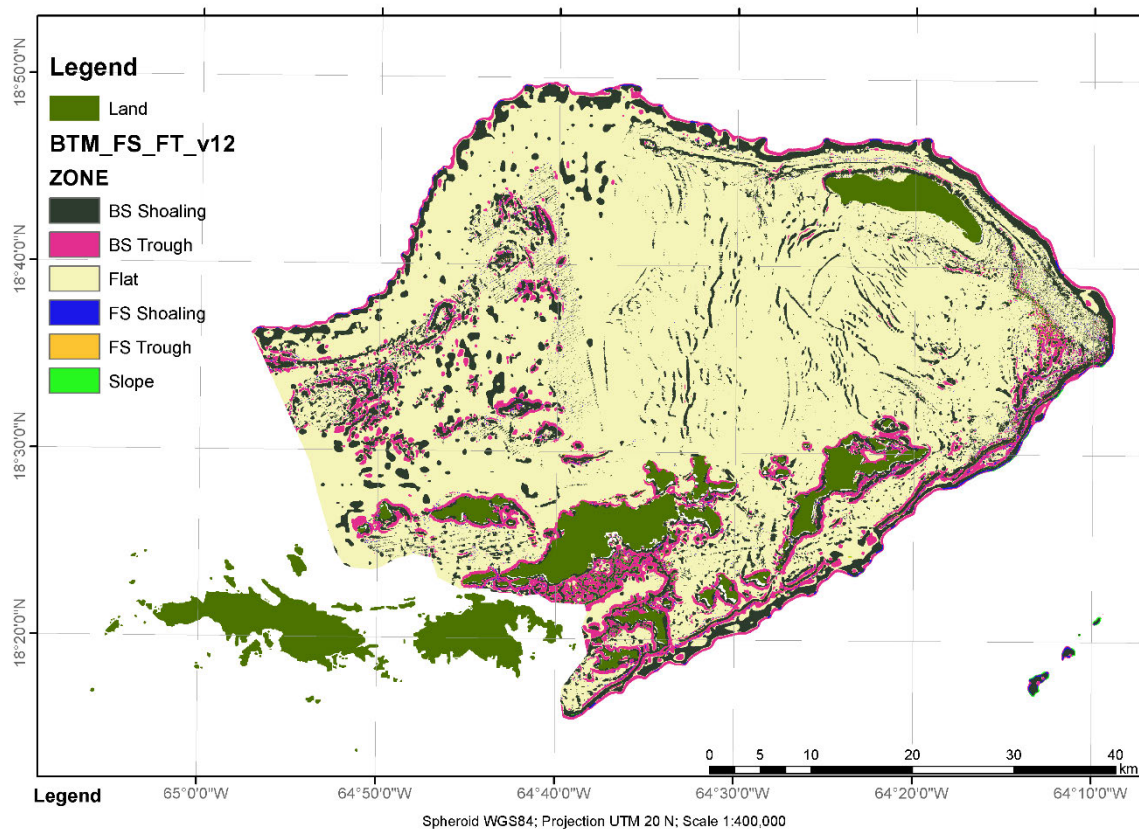 Legend
Land
BTM_FS_FT_v12
ZONE
BS Shoaling
BS Trough
Flat
FS Shoaling
FS Trough
Slope
18°50'0"N
18°40'0"N
18°30'0"N
18°20'0"N
0 5 10 20 30 40
km
Legend
65°0'0"W 64°50'0"W 64°40'0"W 64°30'0"W 64°20'0"W 64°10'0"W
Spheroid WGS84; Projection UTM 20 N; Scale 1:400,000